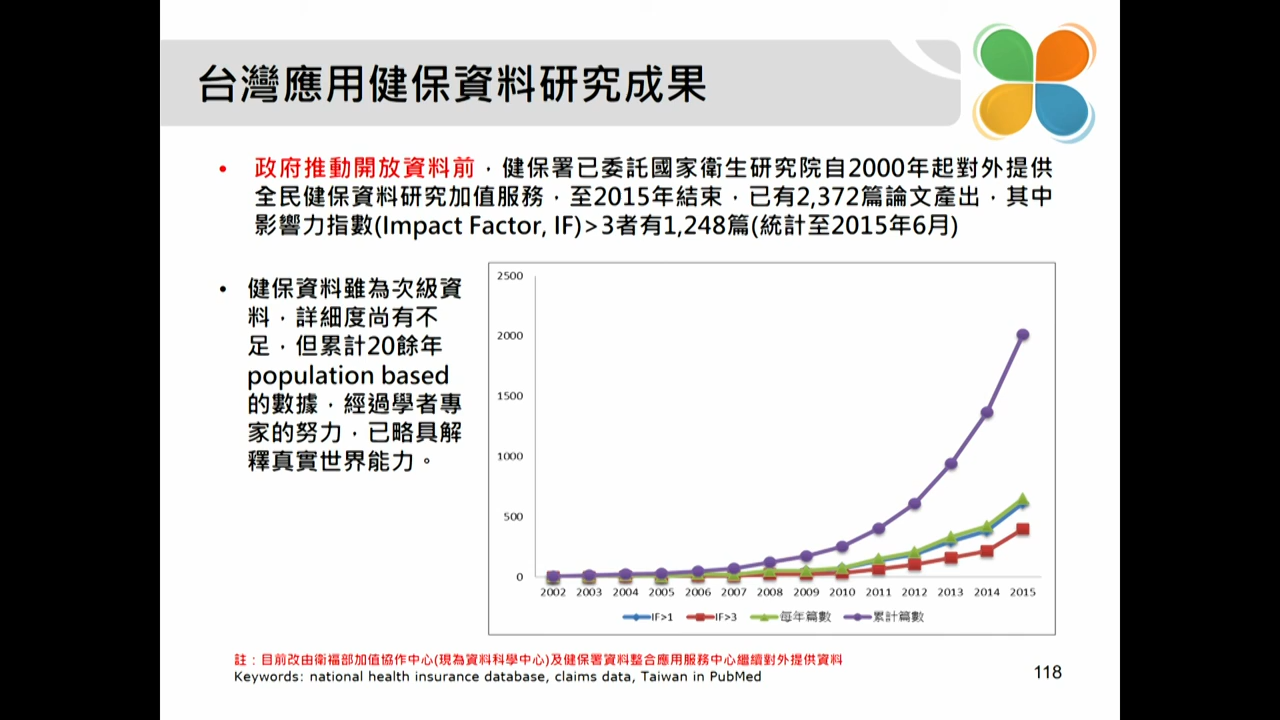 台灣應用健保資料研究成果
• 政府推動開放資料前，健保署已委託國家衛生研究院自2000年起對外提供
全民健保資料研究加值服務，至2015年結束，已有2,372篇論文產出，其中
影響力指數(Impact Factor, IF)>3者有1,248篇(統計至2015年6月)
• 健保資料雖為次級資
料，詳細度尚有不
足，但累計20餘年
population based
的數據，經過學者專
家的努力，已略具解
釋真實世界能力。
2500
2000
1500
1000
500
0
2002 2003 2004 2005 2006 2007 2008 2009 2010 2011 2012 2013 2014 2015
IF>1 IF>3 每年篇數 累計篇數
註：目前改由衛福部加值協作中心(現為資料科學中心)及健保署資料整合應用服務中心繼續對外提供資料
Keywords: national health insurance database, claims data, Taiwan in PubMed
118